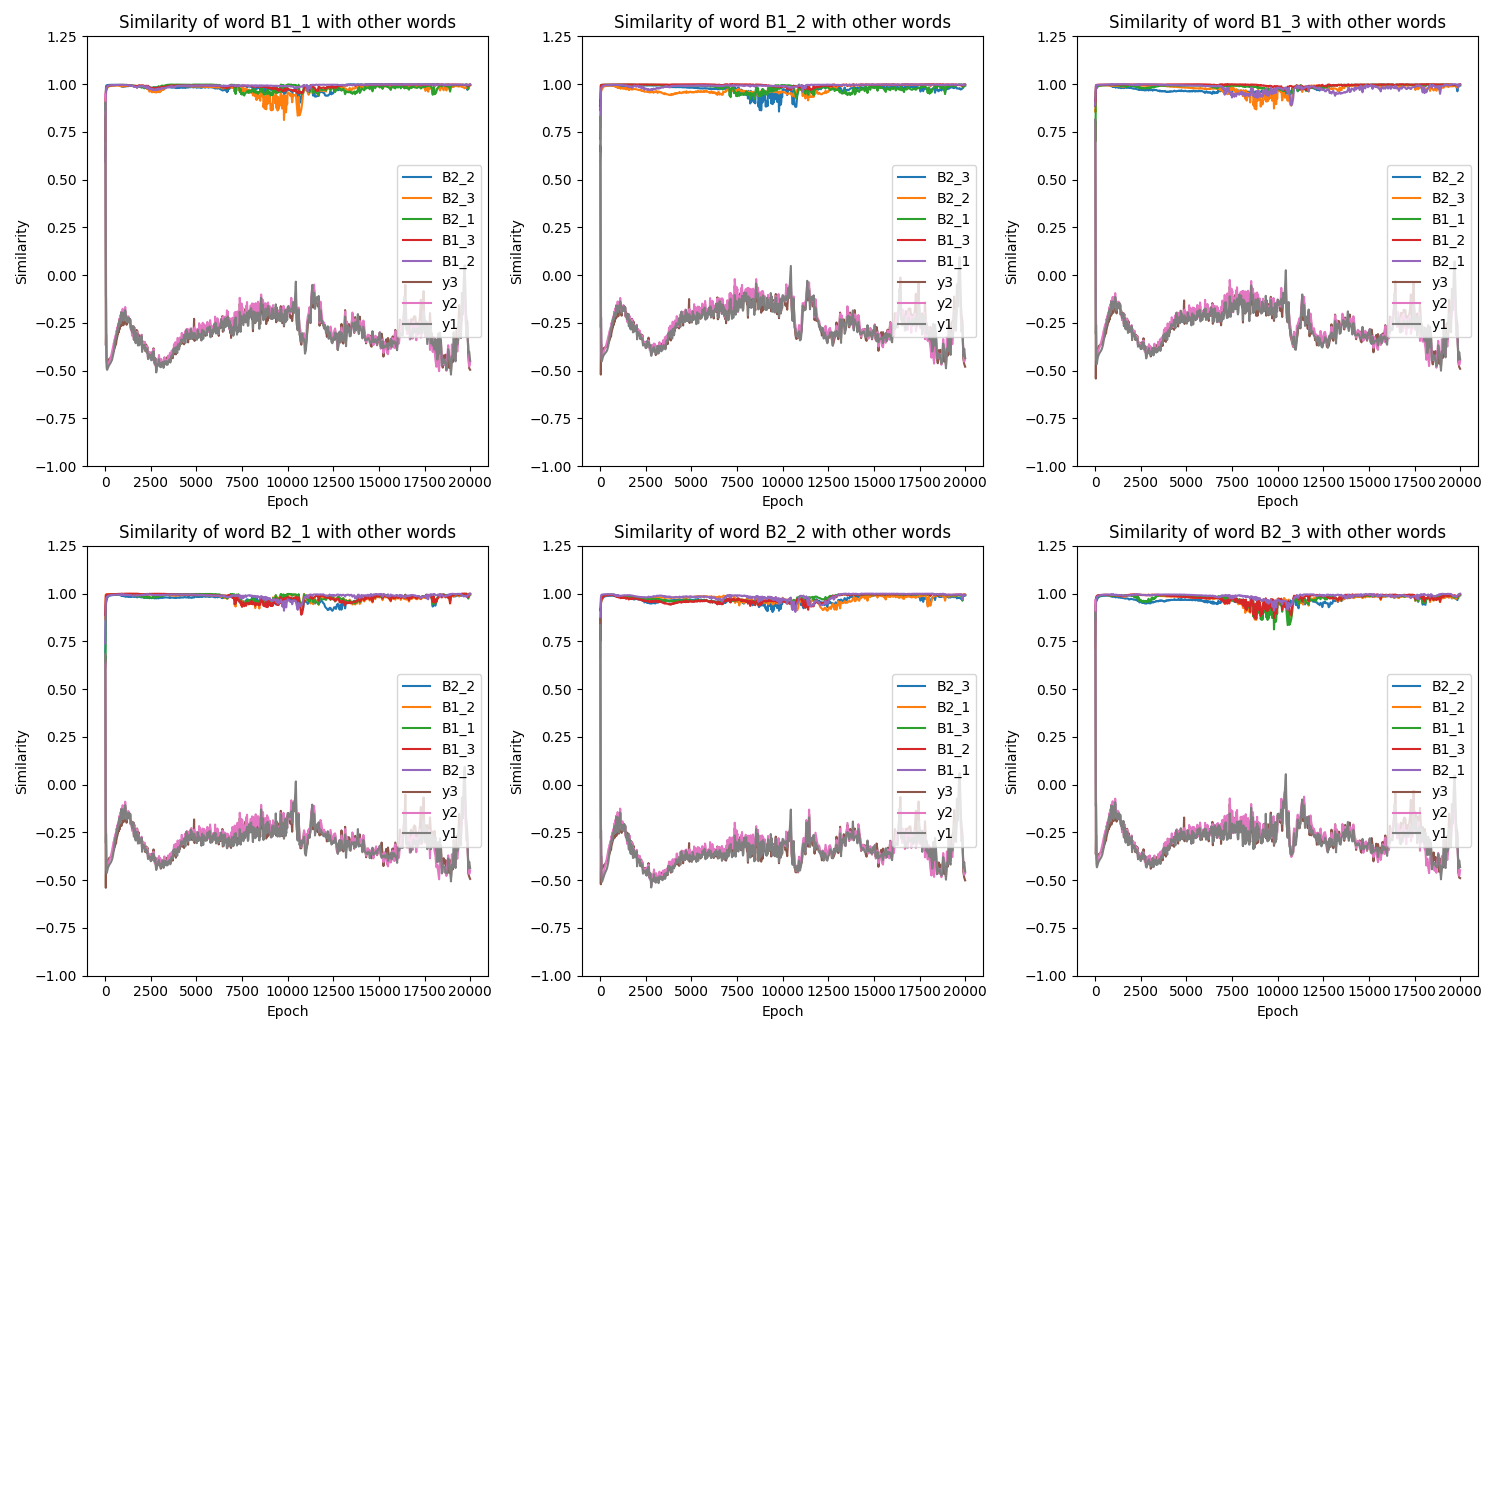 Similarity of word B1_1 with other words
1.25
1.00
0.75
0.50
0.25
0.00
−0.25
−0.50
−0.75
−1.00
Similarity
B2_2
B2_3
B2_1
B1_3
B1_2
y3
y2
y1
0 2500 5000 7500 10000 12500 15000 17500 20000
Epoch
Similarity of word B1_2 with other words
1.25
1.00
0.75
0.50
0.25
0.00
−0.25
−0.50
−0.75
−1.00
Similarity
B2_3
B2_2
B2_1
B1_3
B1_1
y3
y2
y1
0 2500 5000 7500 10000 12500 15000 17500 20000
Epoch
Similarity of word B1_3 with other words
1.25
1.00
0.75
0.50
0.25
0.00
−0.25
−0.50
−0.75
−1.00
Similarity
B2_2
B2_3
B1_1
B1_2
B2_1
y3
y2
y1
0 2500 5000 7500 10000 12500 15000 17500 20000
Epoch
Similarity of word B2_1 with other words
1.25
1.00
0.75
0.50
0.25
0.00
−0.25
−0.50
−0.75
−1.00
Similarity
B2_2
B1_2
B1_1
B1_3
B2_3
y3
y2
y1
0 2500 5000 7500 10000 12500 15000 17500 20000
Epoch
Similarity of word B2_2 with other words
1.25
1.00
0.75
0.50
0.25
0.00
−0.25
−0.50
−0.75
−1.00
Similarity
B2_3
B2_1
B1_3
B1_2
B1_1
y3
y2
y1
0 2500 5000 7500 10000 12500 15000 17500 20000
Epoch
Similarity of word B2_3 with other words
1.25
1.00
0.75
0.50
0.25
0.00
−0.25
−0.50
−0.75
−1.00
Similarity
B2_2
B1_2
B1_1
B1_3
B2_1
y3
y2
y1
0 2500 5000 7500 10000 12500 15000 17500 20000
Epoch